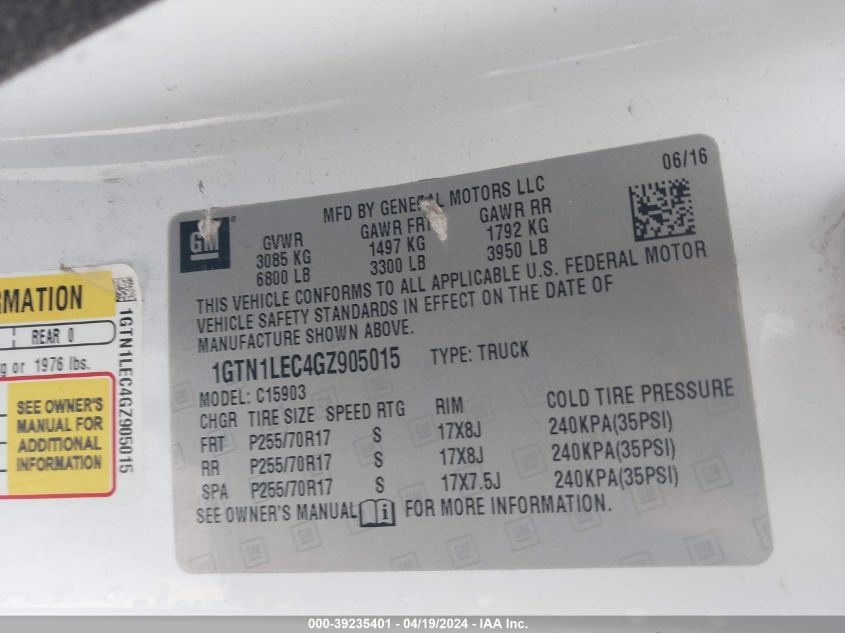 06/16
MFD BY GENERAL MOTORS LLC
GM
GVWR GAWR FRT GAWR RR
3085 KG 1497 KG 1792 KG
6800 LB 3300 LB 3950 LB
THIS VEHICLE CONFORMS TO ALL APPLICABLE U.S. FEDERAL MOTOR
VEHICLE SAFETY STANDARDS IN EFFECT ON THE DATE OF
MANUFACTURE SHOWN ABOVE.
1GTN1LEC4GZ905015 TYPE: TRUCK
MODEL: C15903
CHGR TIRE SIZE SPEED RTG RIM COLD TIRE PRESSURE
FRT P255/70R17 S 17X8J 240KPA(35PSI)
RR P255/70R17 S 17X8J 240KPA(35PSI)
SPA P255/70R17 S 17X7.5J 240KPA(35PSI)
SEE OWNER'S MANUAL i FOR MORE INFORMATION.
RMATION
REAR 0
g or 1976 lbs.
SEE OWNER'S
MANUAL FOR
ADDITIONAL
INFORMATION
1GTN1LEC4GZ905015
000-39235401 - 04/19/2024 - IAA Inc.